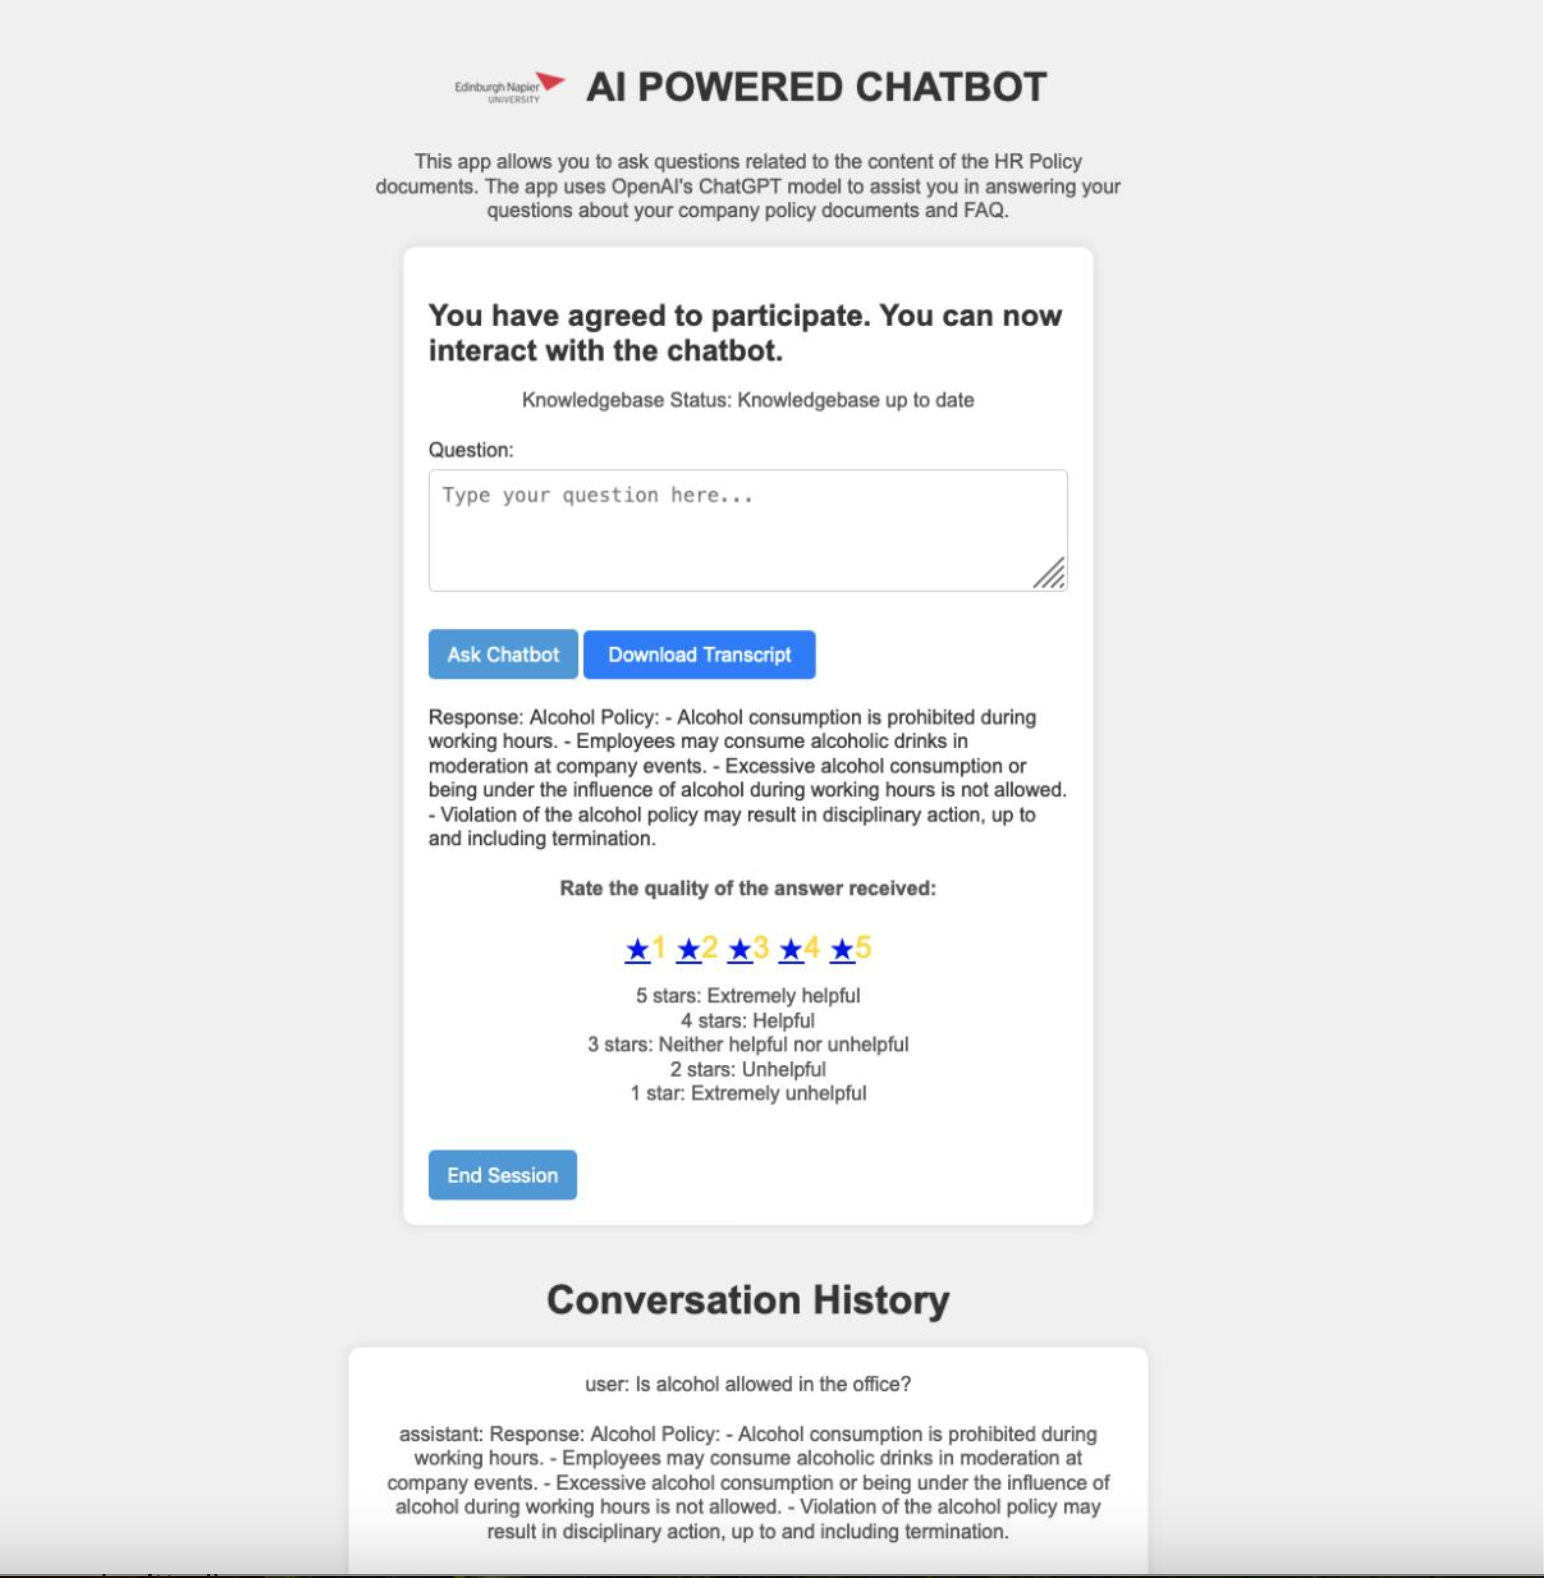 Edinburgh Napier
UNIVERSITY
AI POWERED CHATBOT
This app allows you to ask questions related to the content of the HR Policy
documents. The app uses OpenAI's ChatGPT model to assist you in answering your
questions about your company policy documents and FAQ.
You have agreed to participate. You can now
interact with the chatbot.
Knowledgebase Status: Knowledgebase up to date
Question:
Type your question here...
Ask Chatbot
Download Transcript
Response: Alcohol Policy: - Alcohol consumption is prohibited during
working hours. - Employees may consume alcoholic drinks in
moderation at company events. - Excessive alcohol consumption or
being under the influence of alcohol during working hours is not allowed.
- Violation of the alcohol policy may result in disciplinary action, up to
and including termination.
Rate the quality of the answer received:
★1 ★2 ★3 ★4 ★5
5 stars: Extremely helpful
4 stars: Helpful
3 stars: Neither helpful nor unhelpful
2 stars: Unhelpful
1 star: Extremely unhelpful
End Session
Conversation History
user: Is alcohol allowed in the office?
assistant: Response: Alcohol Policy: - Alcohol consumption is prohibited during
working hours. - Employees may consume alcoholic drinks in moderation at
company events. - Excessive alcohol consumption or being under the influence of
alcohol during working hours is not allowed. - Violation of the alcohol policy may
result in disciplinary action, up to and including termination.